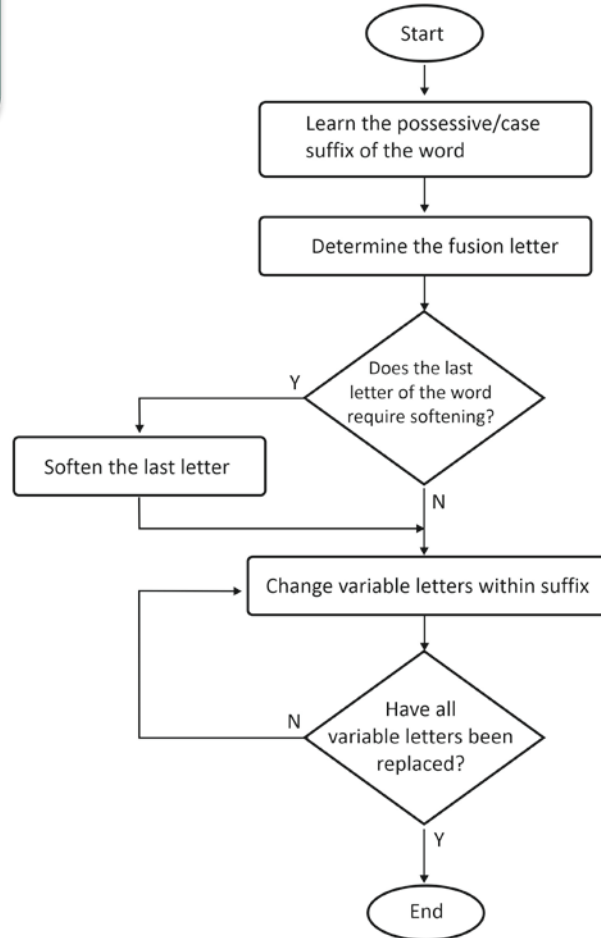 Start
Learn the possessive/case
suffix of the word
Determine the fusion letter
Does the last
letter of the word
require softening?
Y
Soften the last letter
N
Change variable letters within suffix
Have all
variable letters been
replaced?
N
Y
End